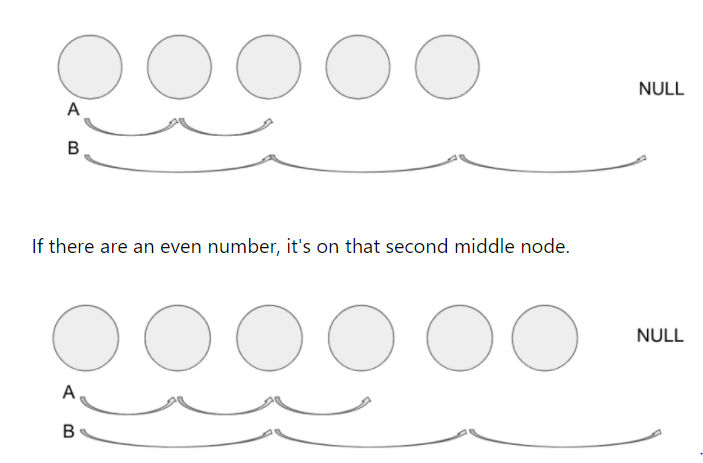 NULL
A
B
If there are an even number, it's on that second middle node.
NULL
A
B